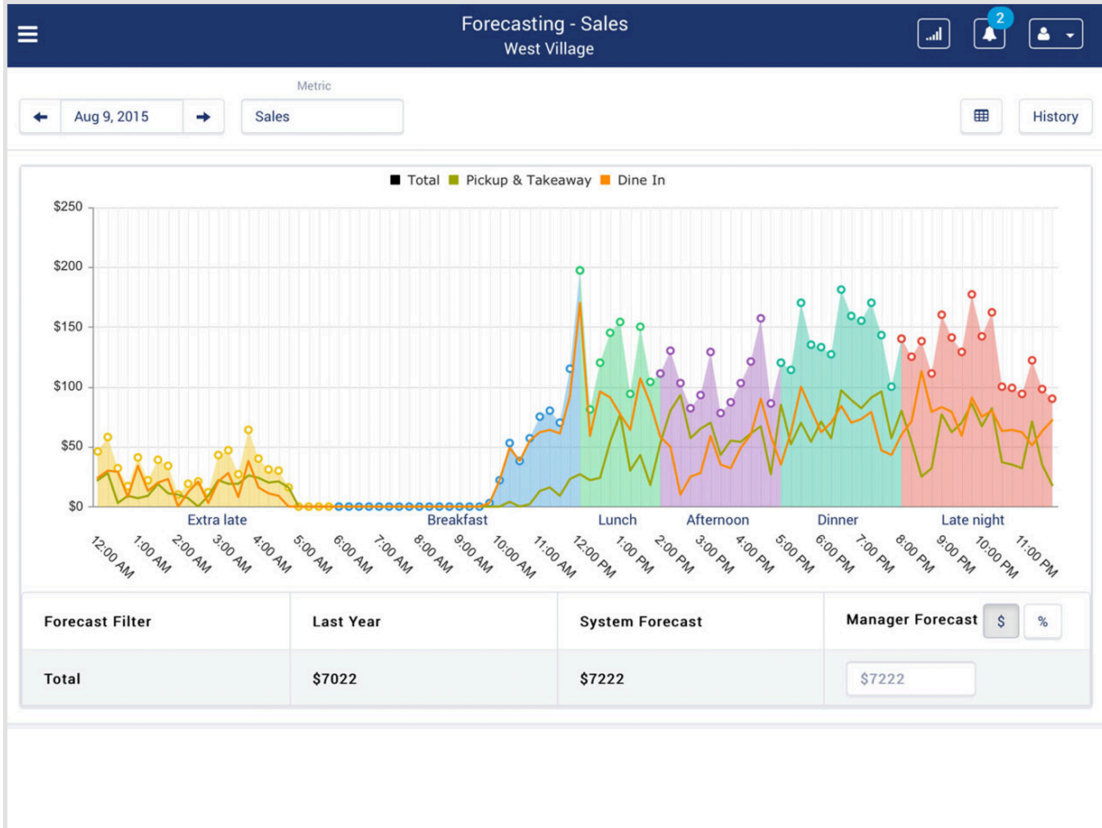 Forecasting - Sales
2
West Village
Metric
Aug 9, 2015
Sales
History
Total Pickup & Takeaway Dine In
$250
$200
$150
$100
$50
$0
Extra late Breakfast Lunch Afternoon Dinner Late night
12:00 AM 1:00 AM 2:00 AM 3:00 AM 4:00 AM 5:00 AM 6:00 AM 7:00 AM 8:00 AM 9:00 AM 10:00 AM 11:00 AM 12:00 PM 1:00 PM 2:00 PM 3:00 PM 4:00 PM 5:00 PM 6:00 PM 7:00 PM 8:00 PM 9:00 PM 10:00 PM 11:00 PM
Forecast Filter Last Year System Forecast Manager Forecast $ %
Total $7022 $7222 $7222